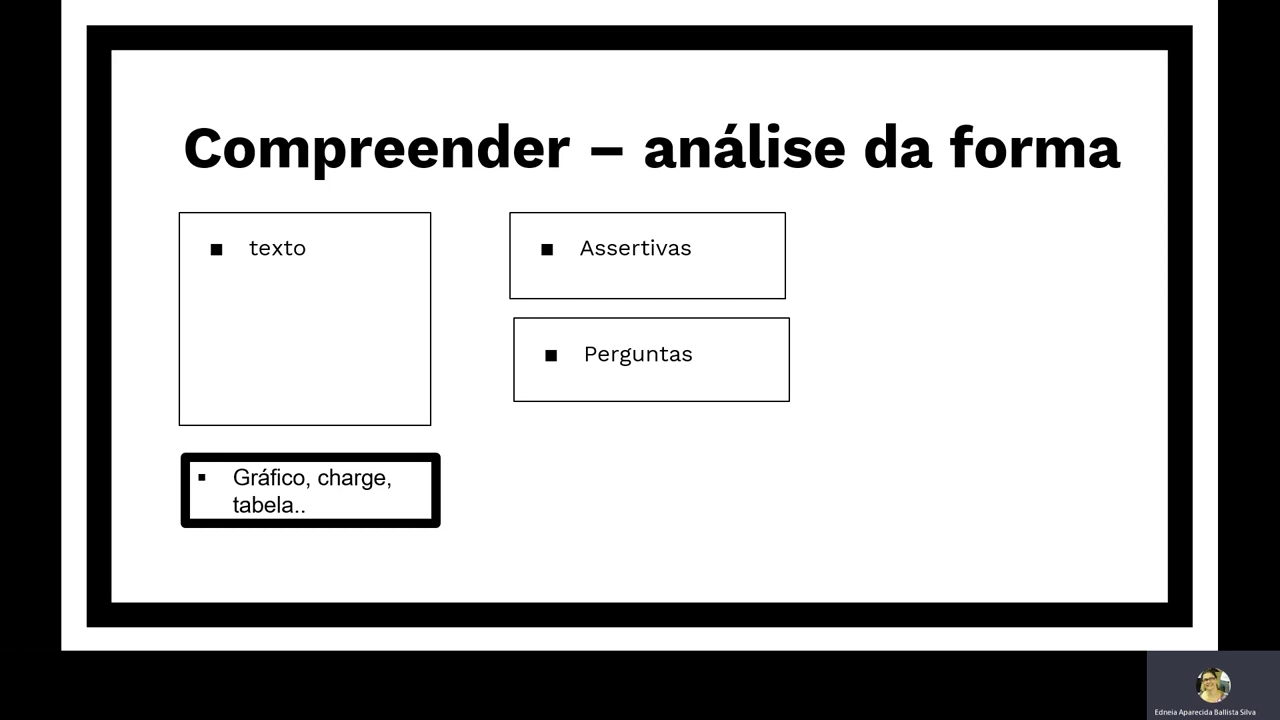 Compreender – análise da forma
▪ texto
▪ Assertivas
▪ Perguntas
▪ Gráfico, charge,
tabela..
Edneia Aparecida Ballista Silva